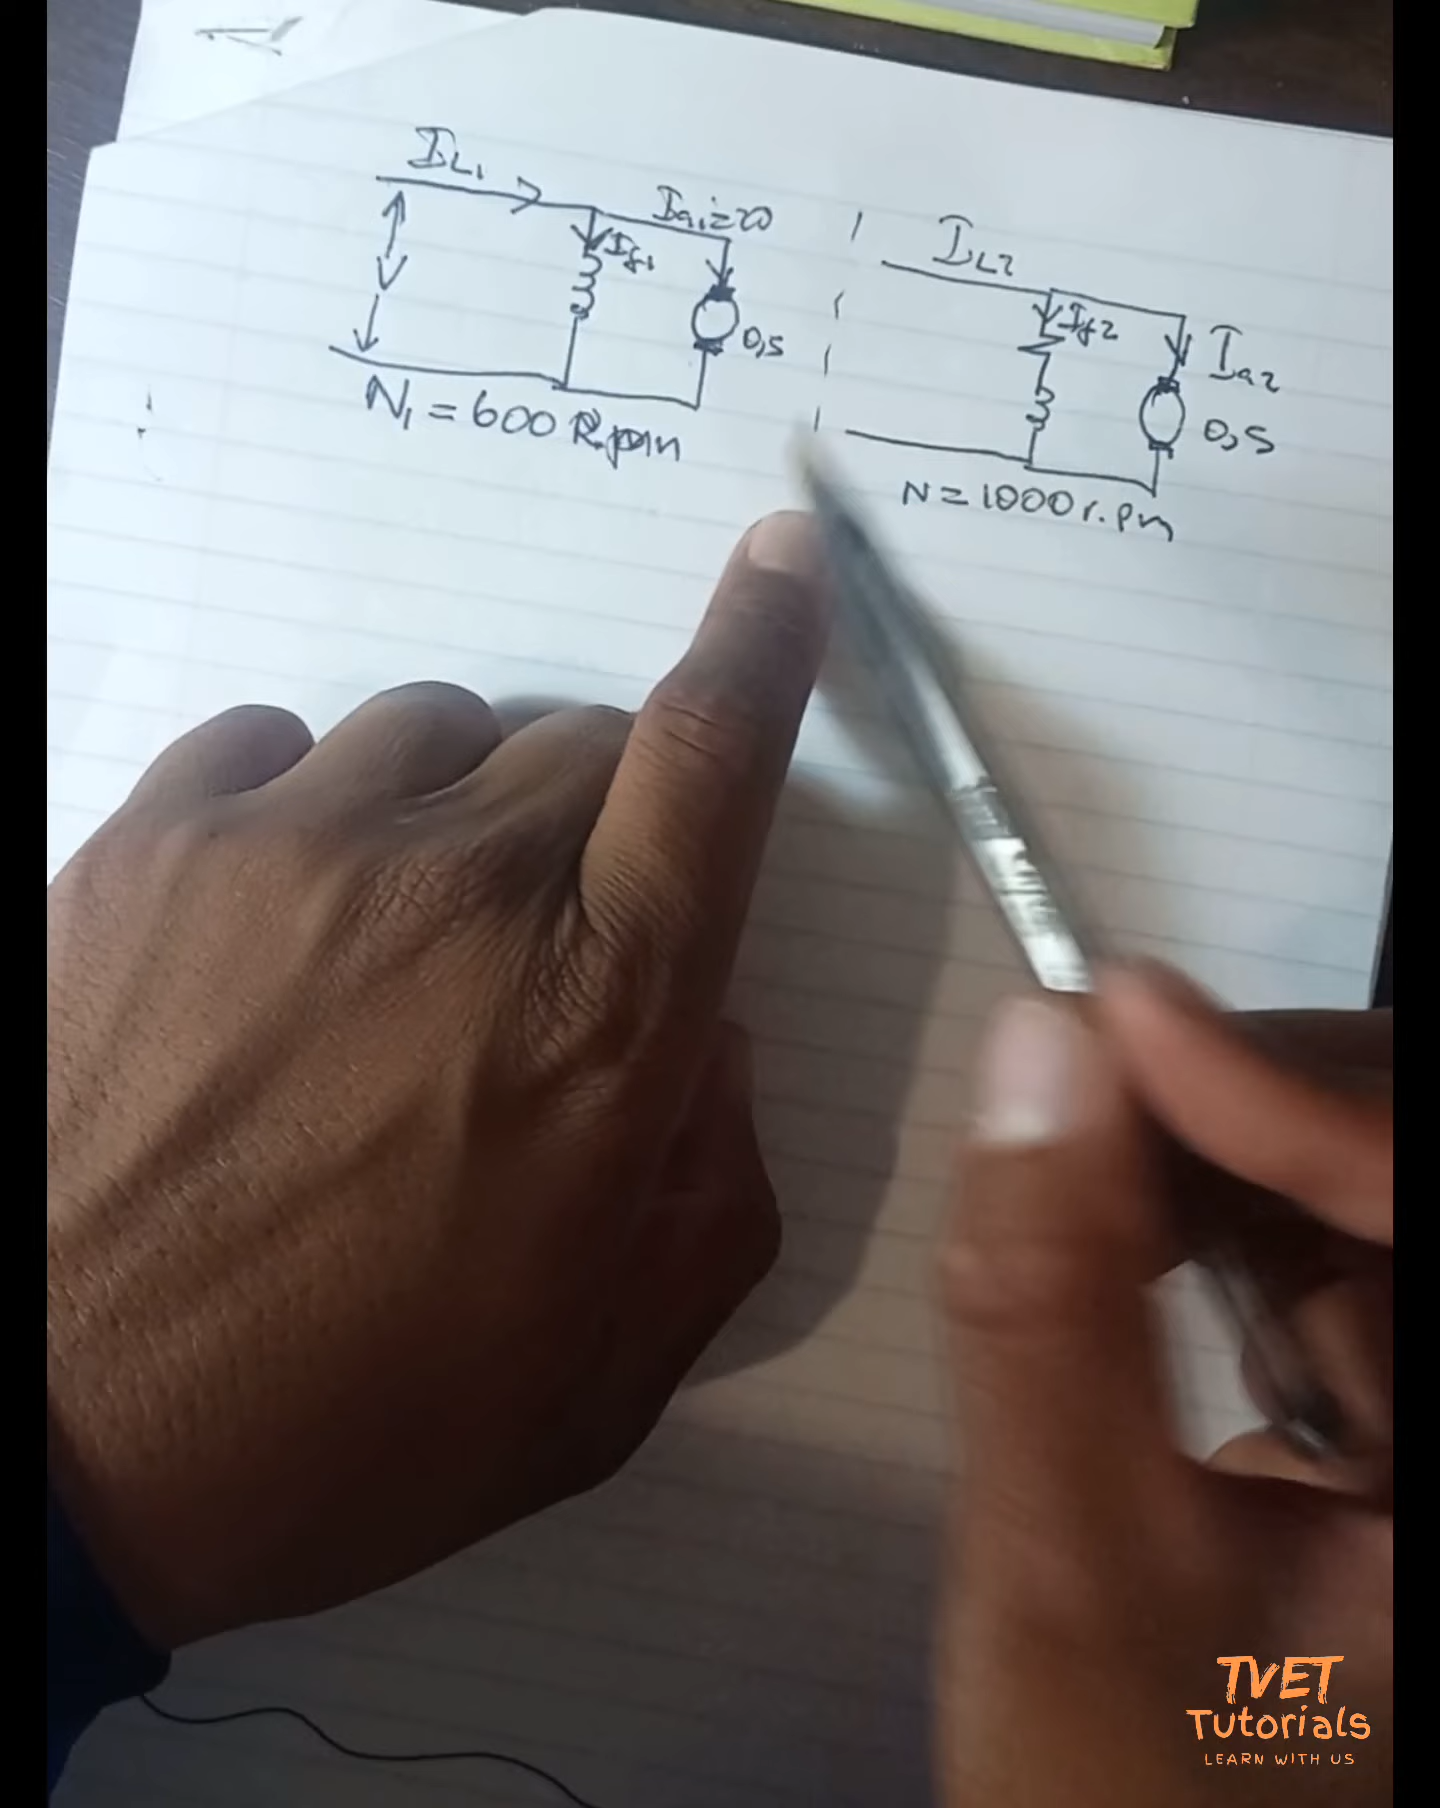 IL1
Ia1=20
If1
V
0,5
N1 = 600 R.pm
IL2
If2
Ia2
0,5
N = 1000 r.pm
TVET
Tutorials
LEARN WITH US